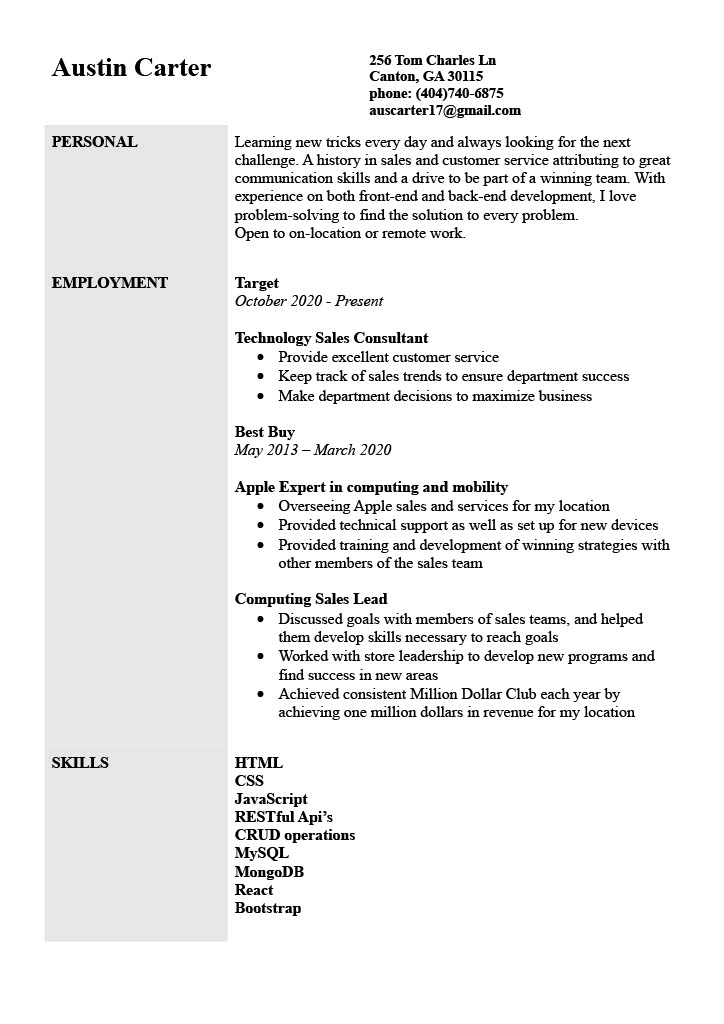 Austin Carter
256 Tom Charles Ln
Canton, GA 30115
phone: (404)740-6875
auscarter17@gmail.com
PERSONAL
Learning new tricks every day and always looking for the next
challenge. A history in sales and customer service attributing to great
communication skills and a drive to be part of a winning team. With
experience on both front-end and back-end development, I love
problem-solving to find the solution to every problem.
Open to on-location or remote work.
EMPLOYMENT
Target
October 2020 - Present
Technology Sales Consultant
• Provide excellent customer service
• Keep track of sales trends to ensure department success
• Make department decisions to maximize business
Best Buy
May 2013 – March 2020
Apple Expert in computing and mobility
• Overseeing Apple sales and services for my location
• Provided technical support as well as set up for new devices
• Provided training and development of winning strategies with
other members of the sales team
Computing Sales Lead
• Discussed goals with members of sales teams, and helped
them develop skills necessary to reach goals
• Worked with store leadership to develop new programs and
find success in new areas
• Achieved consistent Million Dollar Club each year by
achieving one million dollars in revenue for my location
SKILLS
HTML
CSS
JavaScript
RESTful Api’s
CRUD operations
MySQL
MongoDB
React
Bootstrap